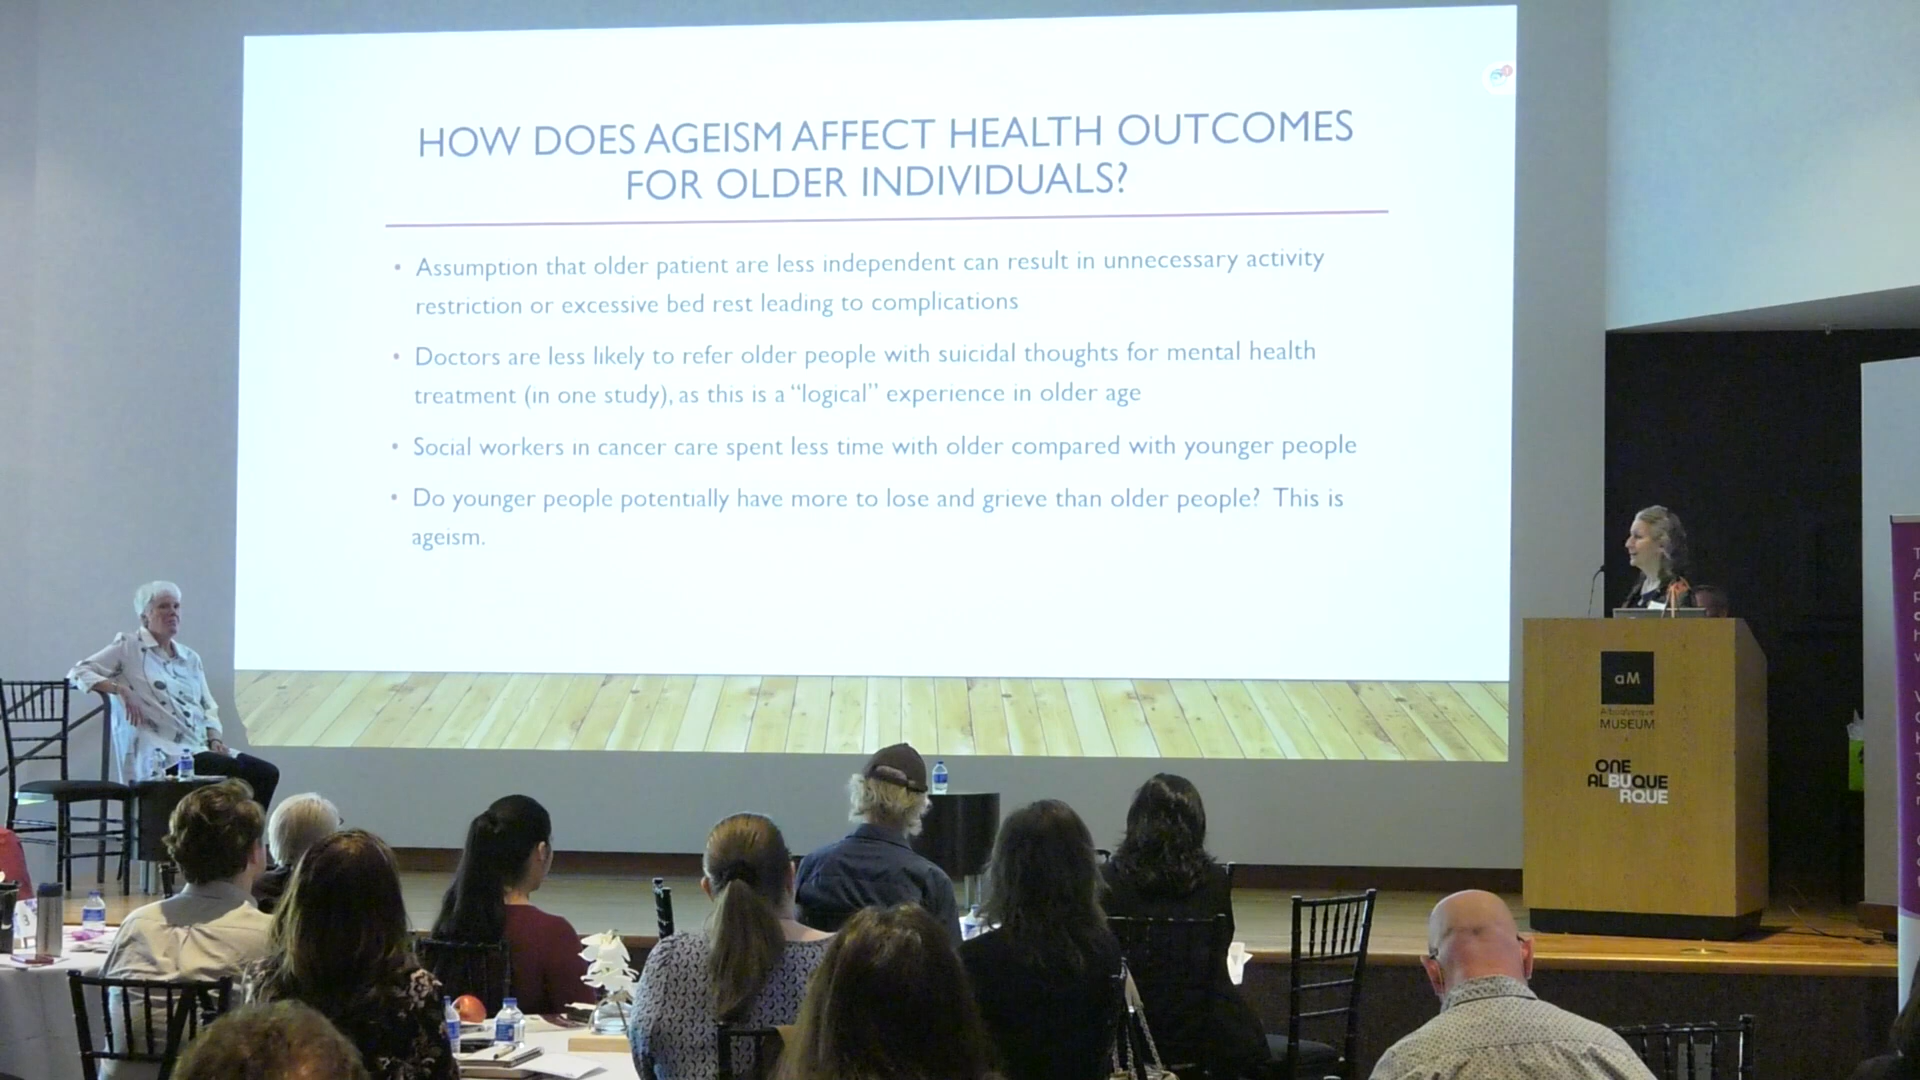 HOW DOES AGEISM AFFECT HEALTH OUTCOMES
FOR OLDER INDIVIDUALS?
• Assumption that older patient are less independent can result in unnecessary activity
restriction or excessive bed rest leading to complications
• Doctors are less likely to refer older people with suicidal thoughts for mental health
treatment (in one study), as this is a “logical” experience in older age
• Social workers in cancer care spent less time with older compared with younger people
• Do younger people potentially have more to lose and grieve than older people? This is
ageism.
aM
Albuquerque
MUSEUM
ONE
ALBUQUE
RQUE